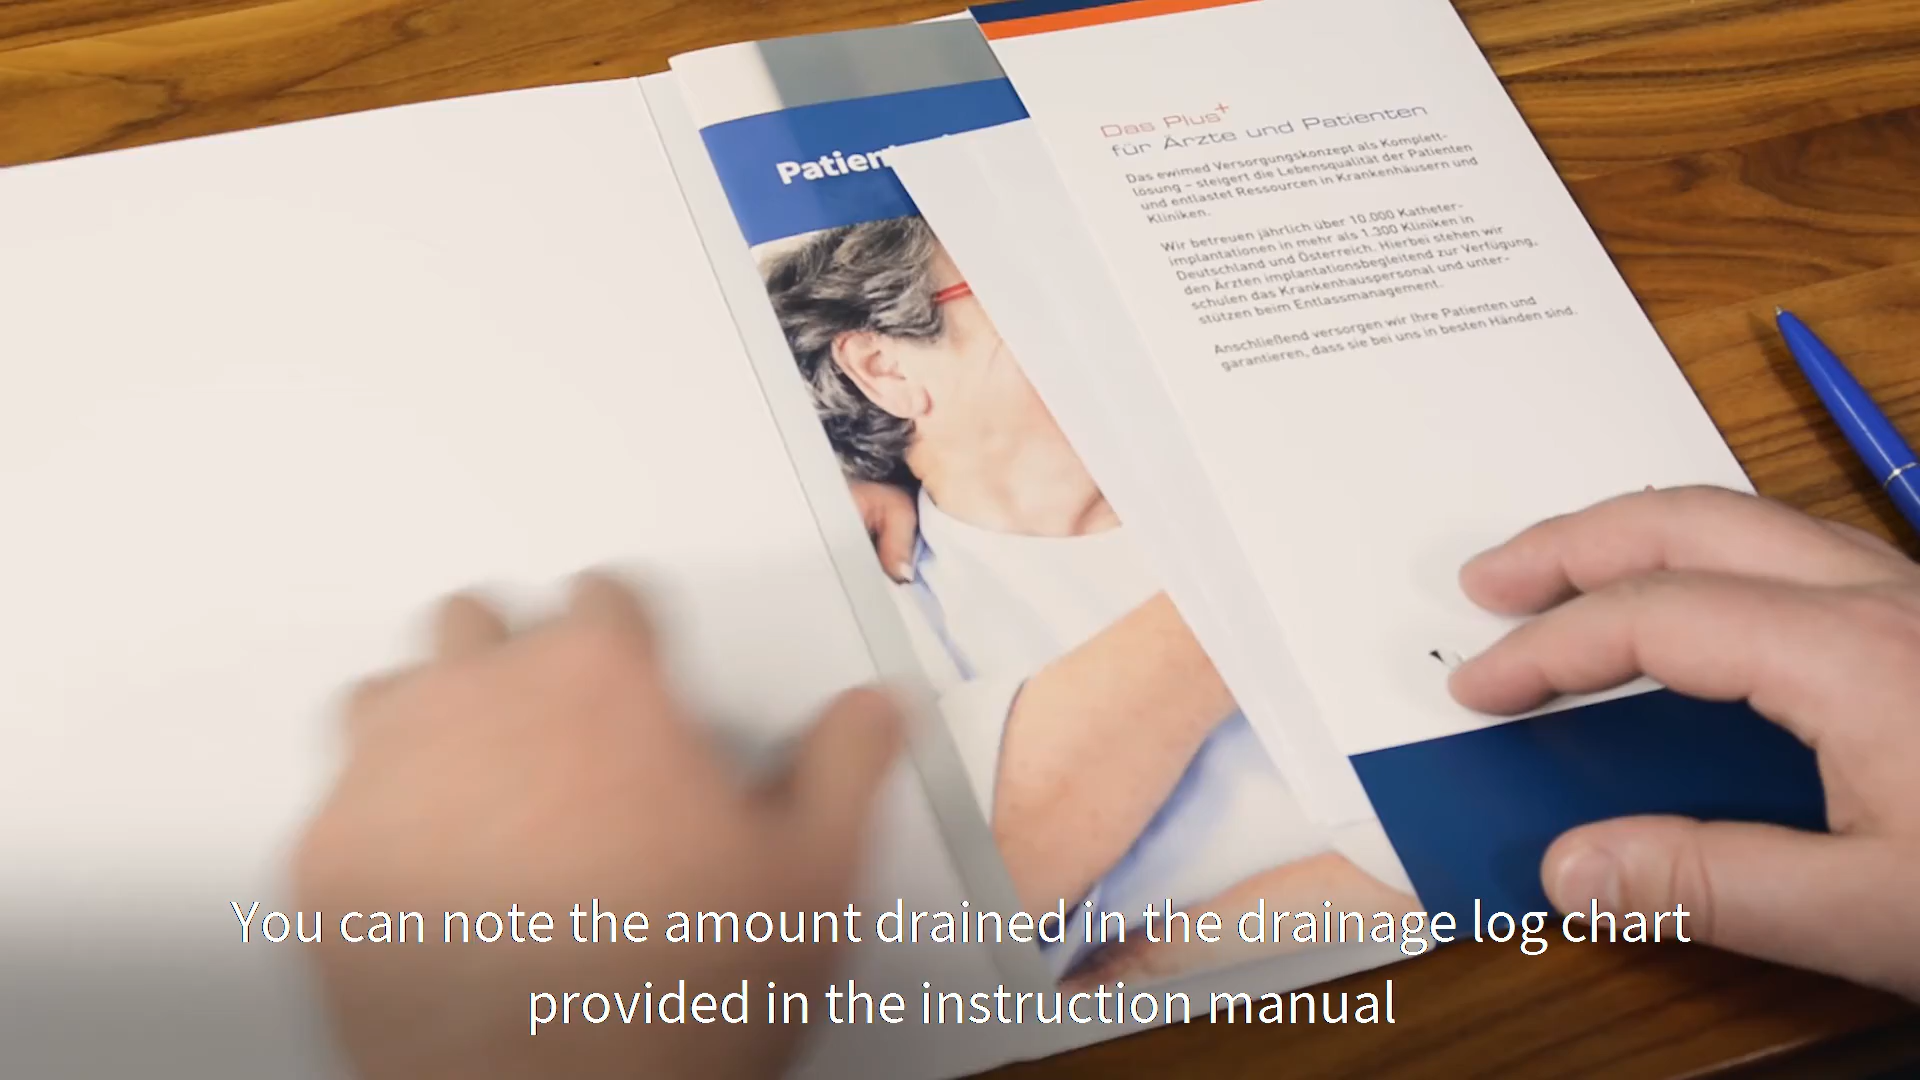 Das Plus+
für Ärzte und Patienten
Das ewimed Versorgungskonzept als Komplett-
lösung – steigert die Lebensqualität der Patienten
und entlastet Ressourcen in Krankenhäusern und
Kliniken.
Wir betreuen jährlich über 10.000 Katheter-
implantationen in mehr als 1.300 Kliniken in
Deutschland und Österreich. Hierbei stehen wir
den Ärzten implantationsbegleitend zur Verfügung,
schulen das Krankenhauspersonal und unter-
stützen beim Entlassmanagement.
Anschließend versorgen wir Ihre Patienten und
garantieren, dass sie bei uns in besten Händen sind.
You can note the amount drained in the drainage log chart
provided in the instruction manual